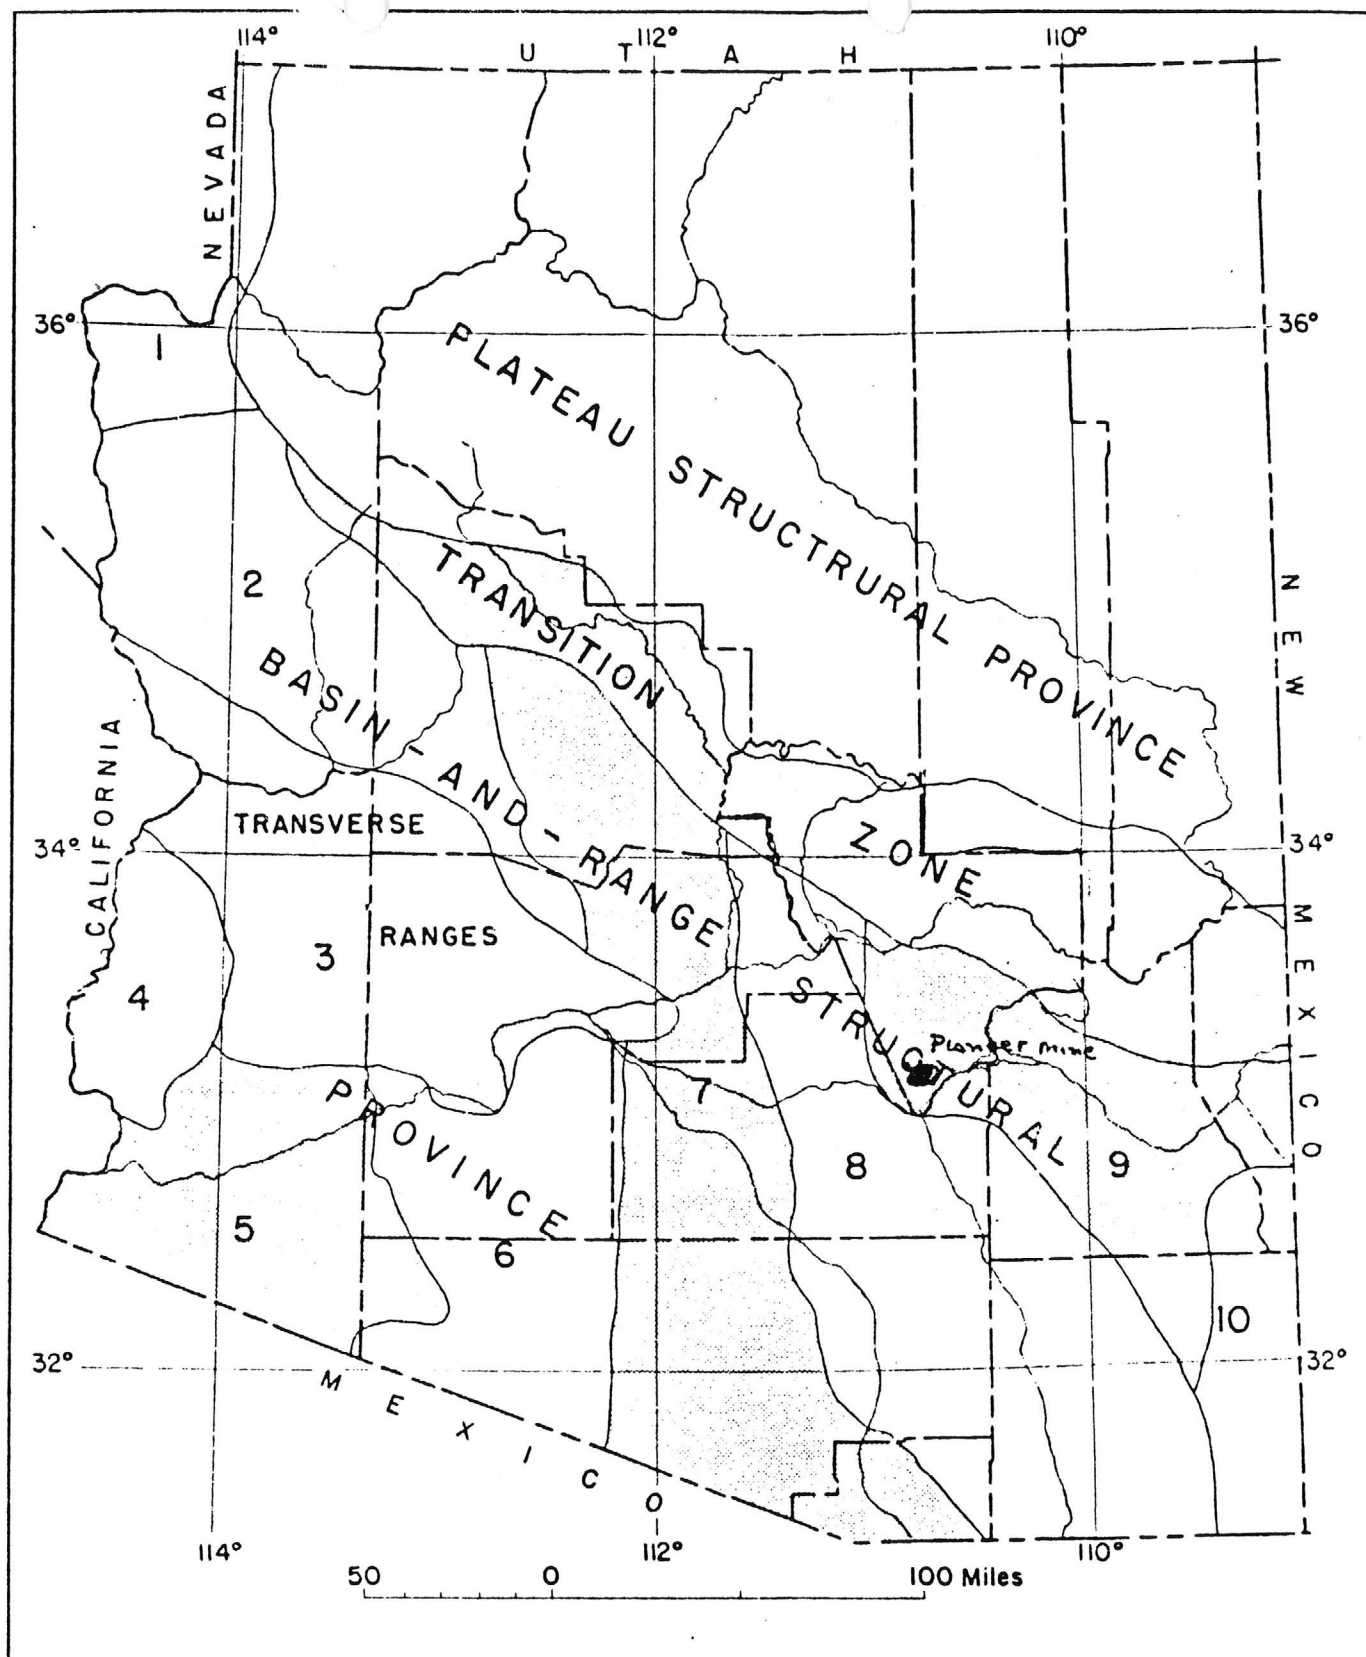 114° 112° 110°
U T A H
NEVADA
36° 36°
1
PLATEAU STRUCTRURAL PROVINCE
TRANSITION
ZONE
2
BASIN-AND-RANGE
STRUCTURAL
PROVINCE
NEW
MEXICO
CALIFORNIA
TRANSVERSE
34° 34°
RANGES
3
4
Pioneer mine
7
8
9
5
6
10
32° 32°
MEXICO
114° 112° 110°
50 0 100 Miles